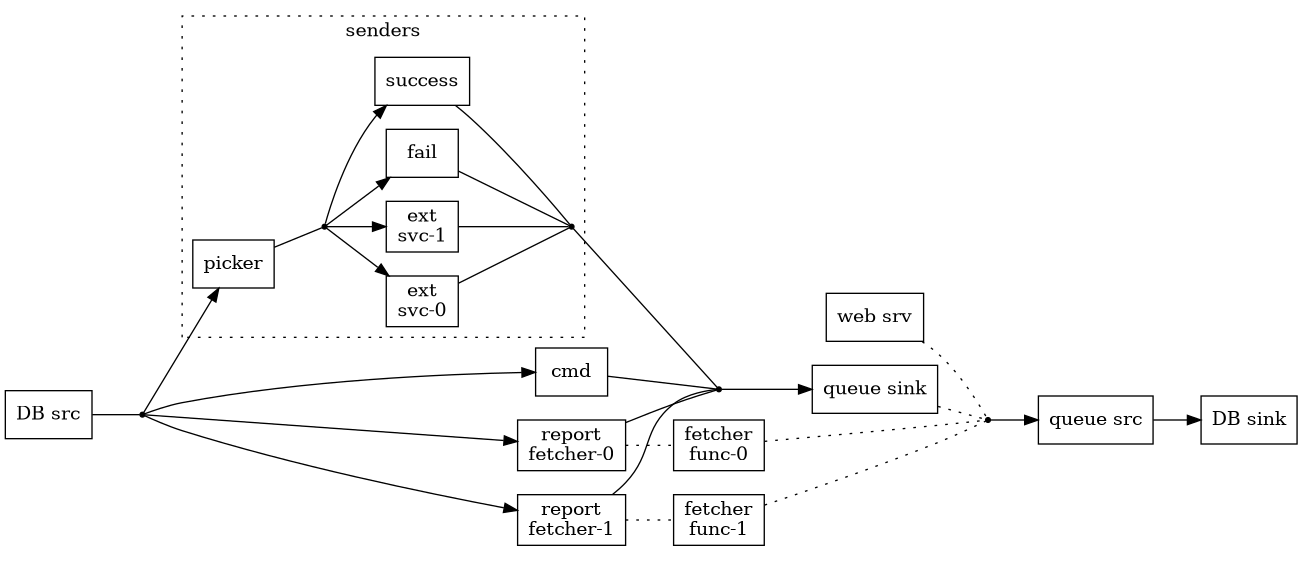 senders
success
fail
ext
svc-1
picker
ext
svc-0
web srv
cmd
queue sink
DB src
queue src
DB sink
report
fetcher-0
fetcher
func-0
report
fetcher-1
fetcher
func-1